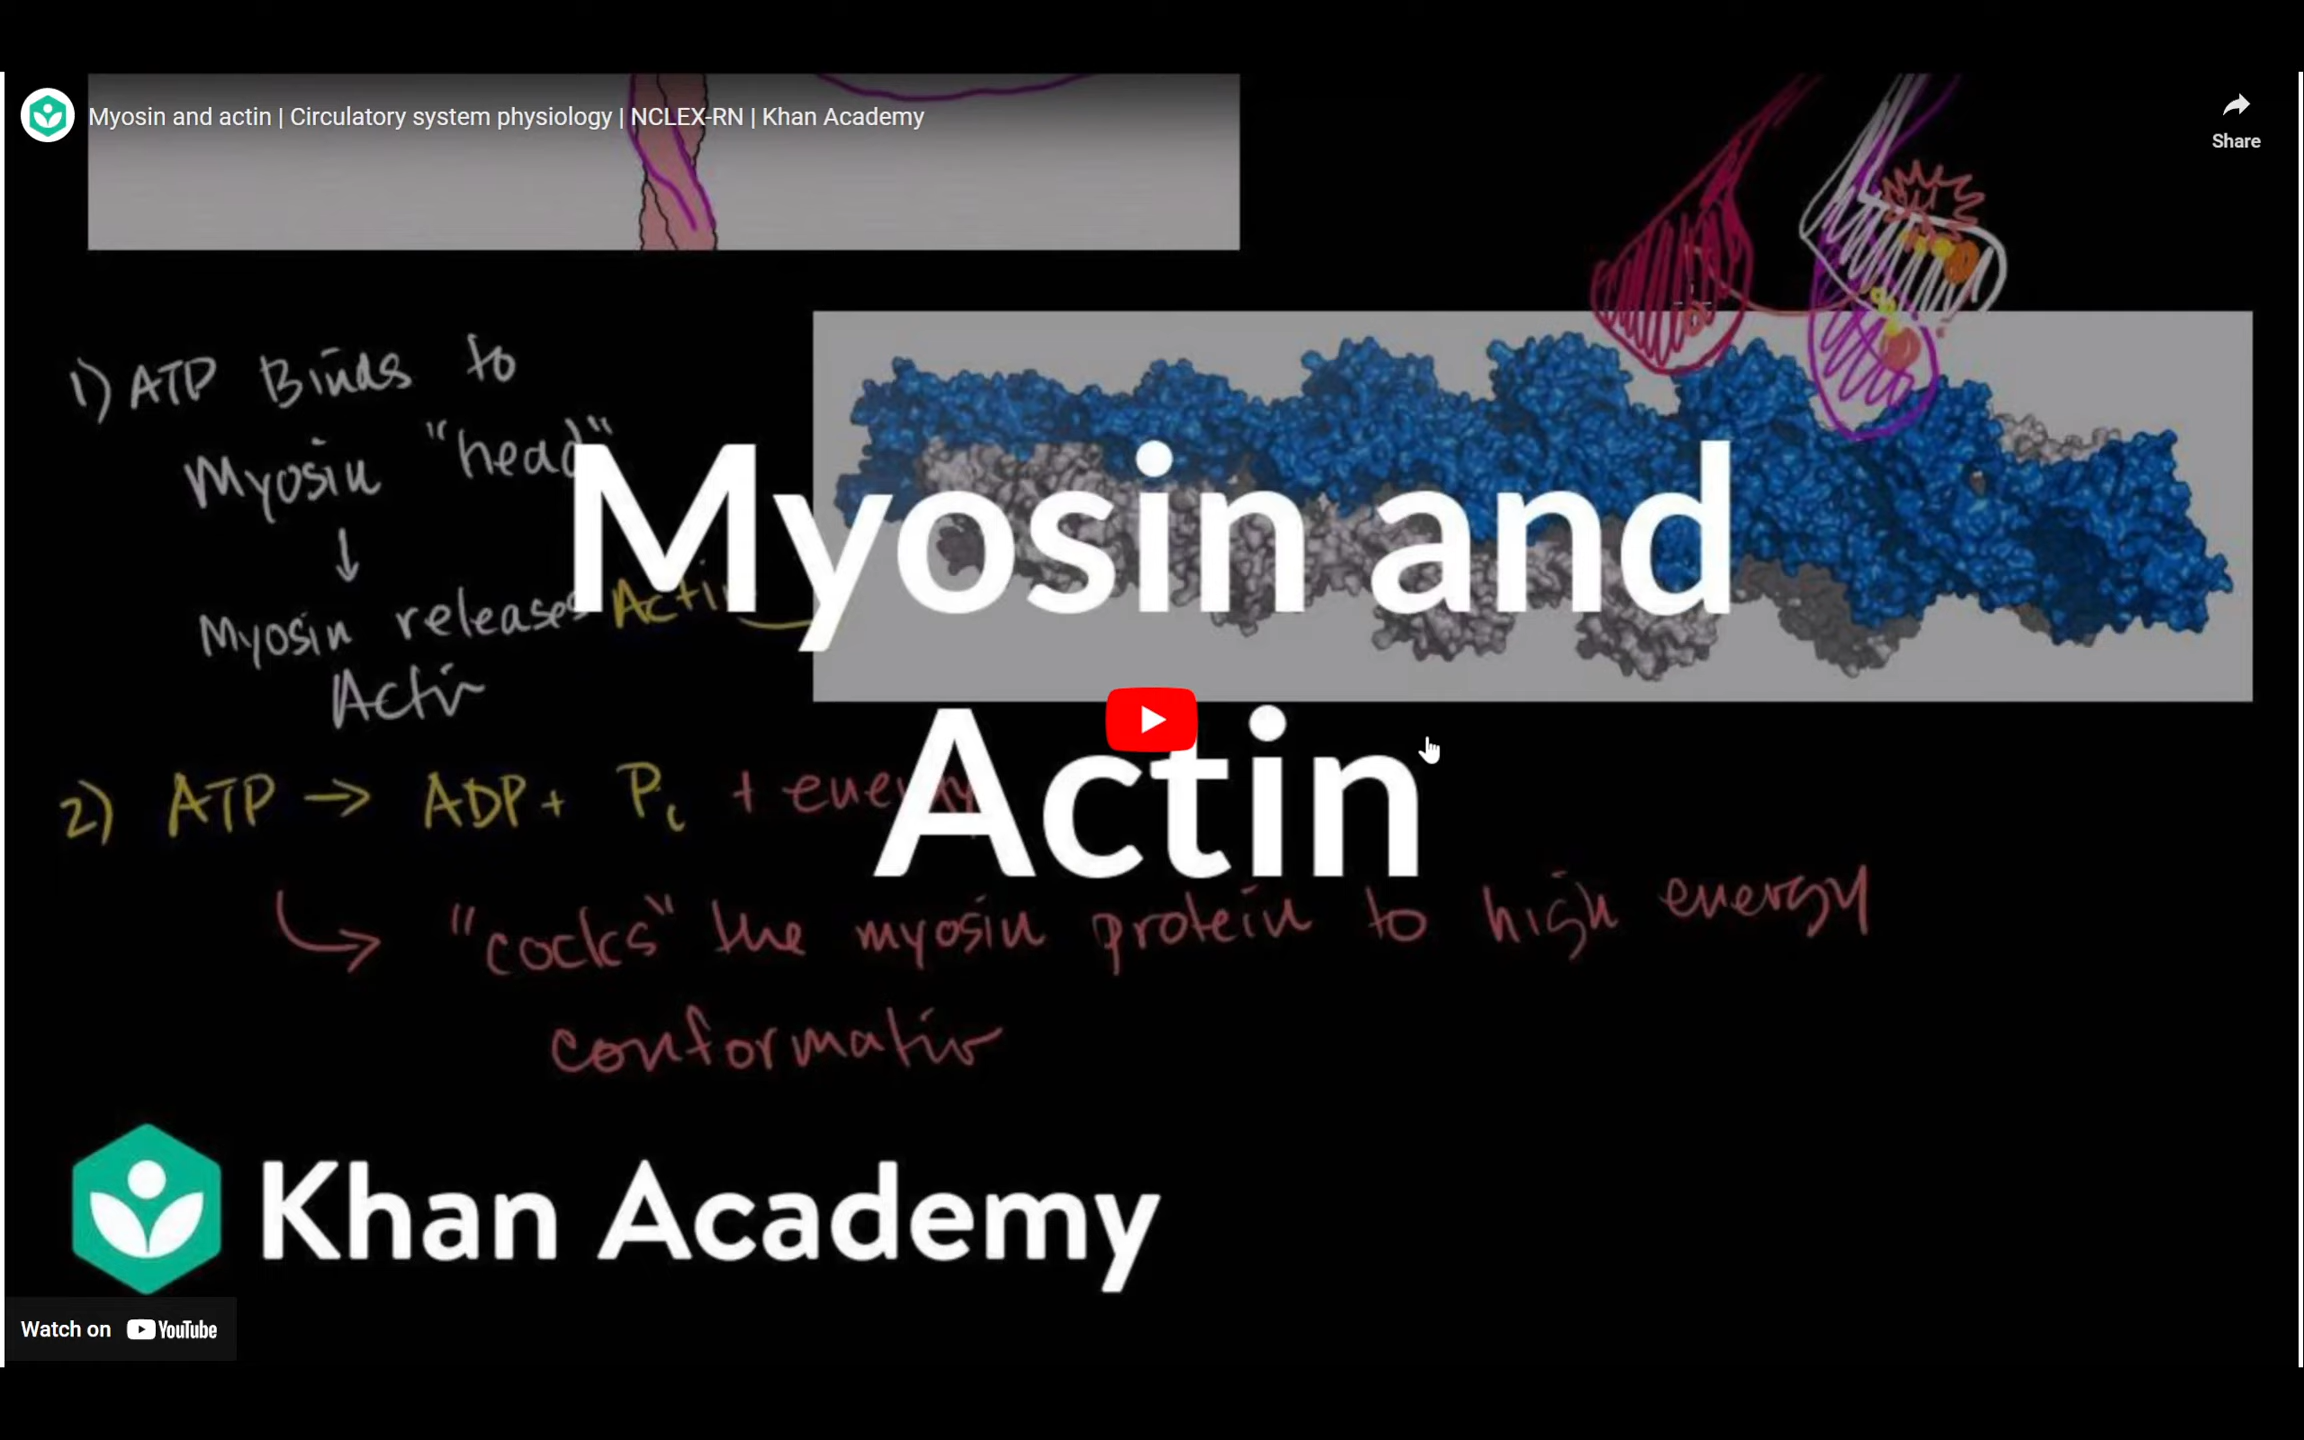 Myosin and actin | Circulatory system physiology | NCLEX-RN | Khan Academy
Share
1) ATP Binds to
Myosin "head"
↓
Myosin releases Actin
Actin
Myosin and
Actin
2) ATP → ADP + Pi + energy
↳ "cocks" the myosin protein to high energy
conformation
Khan Academy
Watch on YouTube